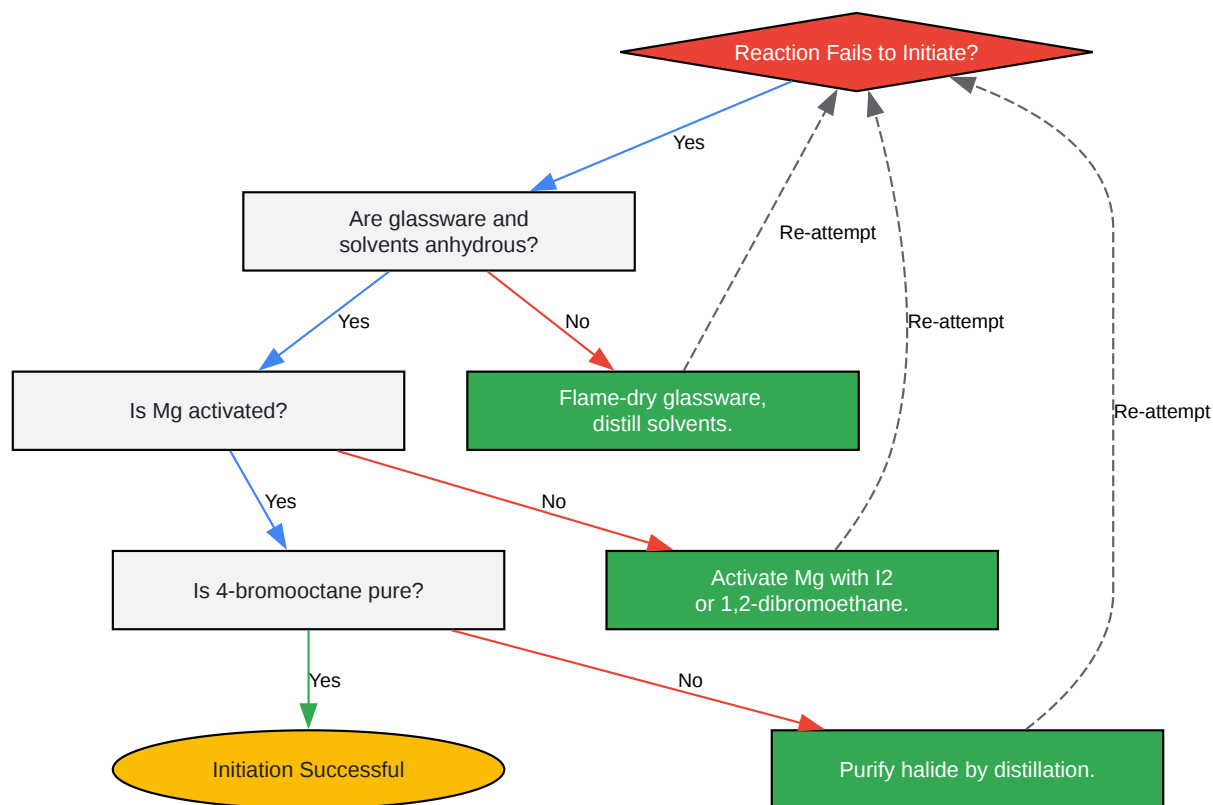 Reaction Fails to Initiate?
Yes
Are glassware and
solvents anhydrous?
Re-attempt
Yes
No
Re-attempt
Is Mg activated?
Flame-dry glassware,
distill solvents.
Re-attempt
Yes
No
Is 4-bromooctane pure?
Activate Mg with I2
or 1,2-dibromoethane.
Yes
No
Initiation Successful
Purify halide by distillation.